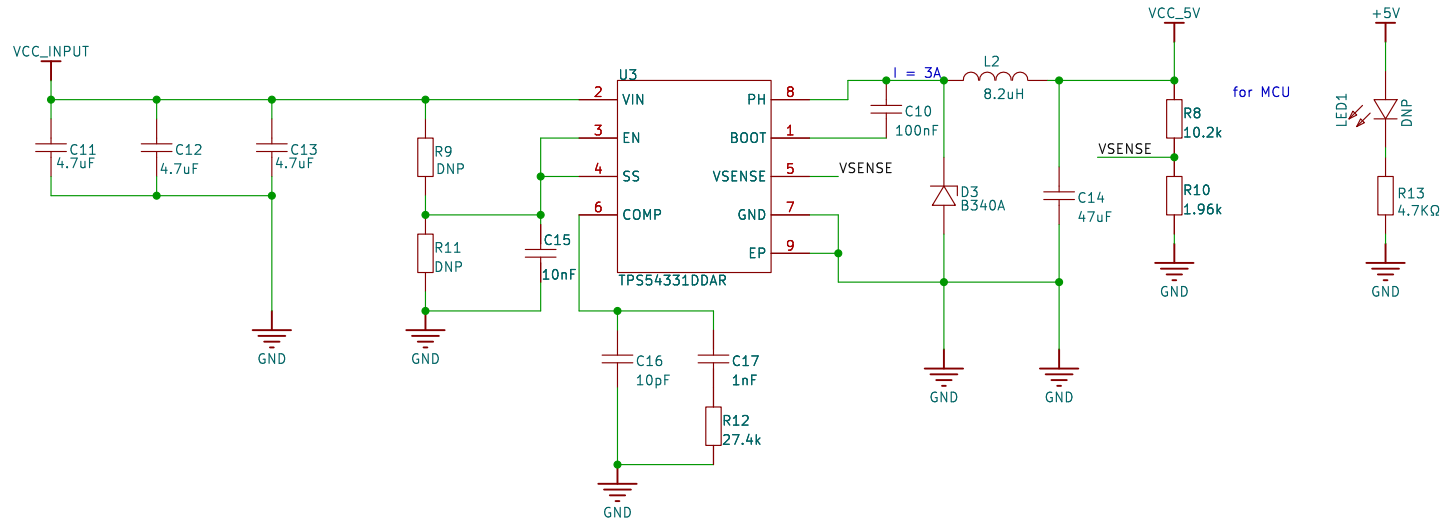 VCC_INPUT
VCC_5V
+5V
U3
I = 3A
L2
8.2uH
for MCU
LED1
DNP
2 VIN
PH 8
3 EN
BOOT 1
4 SS
VSENSE 5
VSENSE
6 COMP
GND 7
EP 9
TPS54331DDAR
C10
100nF
R8
10.2k
VSENSE
C11
4.7uF
C12
4.7uF
C13
4.7uF
R9
DNP
D3
B340A
C14
47uF
R10
1.96k
R13
4.7KΩ
R11
DNP
C15
10nF
GND
GND
GND
GND
C16
10pF
C17
1nF
GND
GND
R12
27.4k
GND